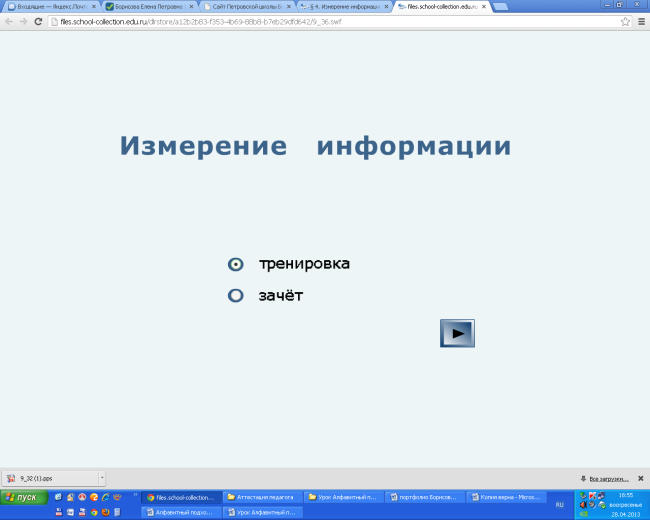 Входящие — Яндекс.Почт
Борисова Елена Петровна
Сайт Петровской школы
§ 4. Измерение информац
files.school-collection.edu.ru
files.school-collection.edu.ru/dlrstore/a12b2b83-f353-4b69-88b8-b7eb29dfd642/9_36.swf
Измерение информации
тренировка
зачёт
9_32 (1).pps
Все загрузки...
пуск
files.school-collection...
Аттестация педагога
Урок Алфавитный п...
портфолио Борисов...
Копия верна - Micros...
Алфавитный подхо...
Урок Алфавитный п...
RU
18:55
воскресенье
28.04.2013